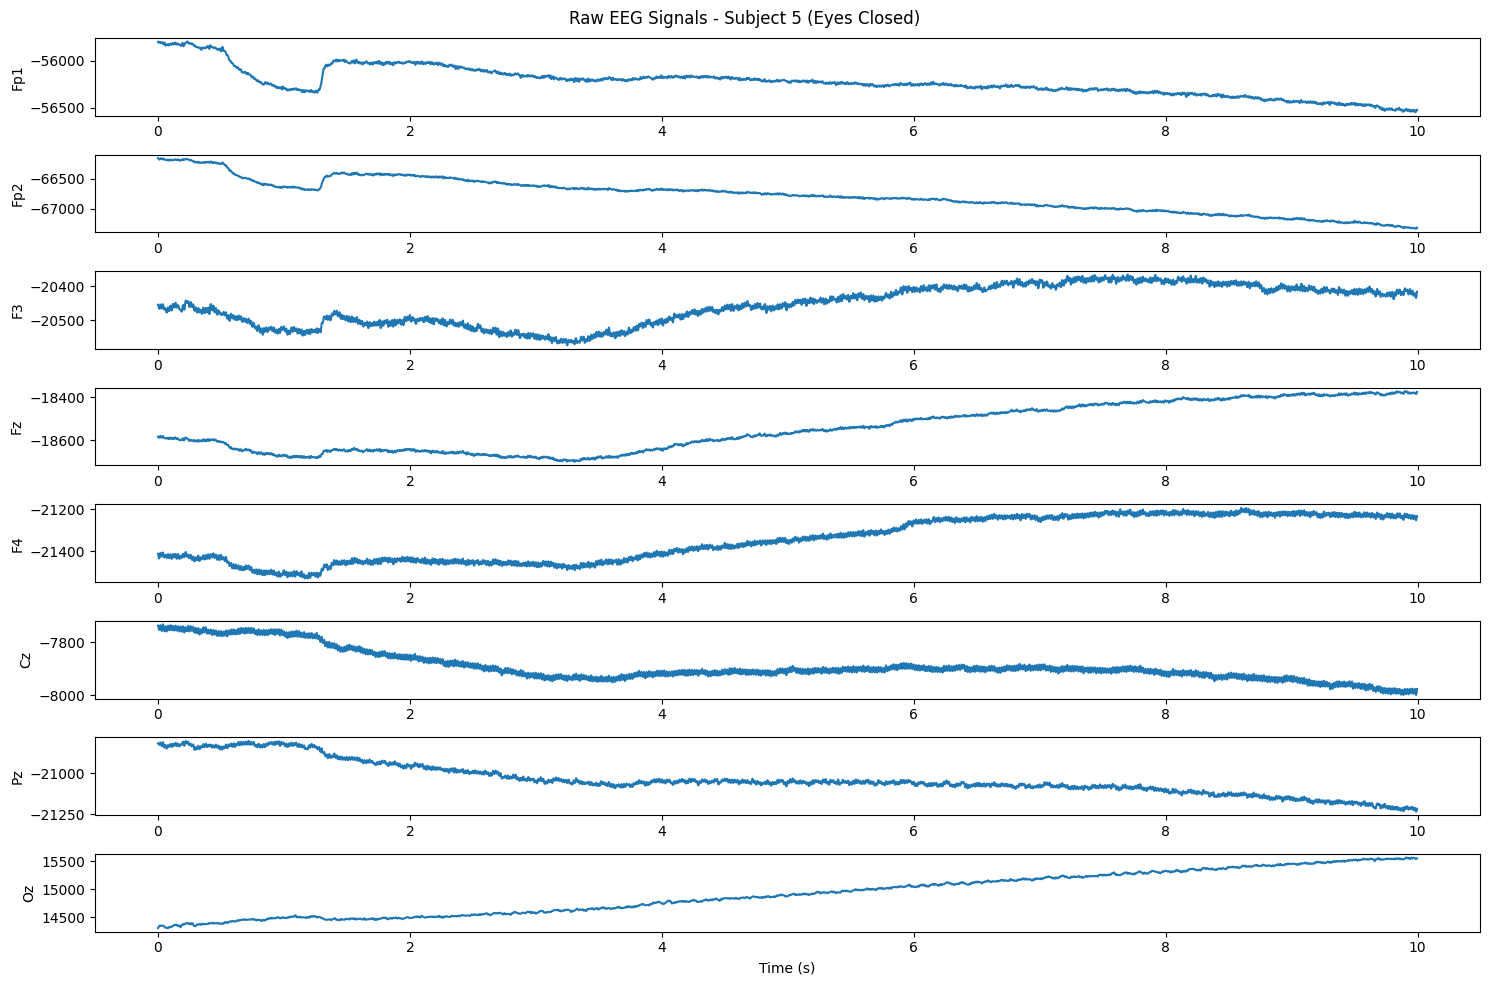 Raw EEG Signals - Subject 5 (Eyes Closed)
Fp1
−56000
−56500
0 2 4 6 8 10
Fp2
−66500
−67000
0 2 4 6 8 10
F3
−20400
−20500
0 2 4 6 8 10
Fz
−18400
−18600
0 2 4 6 8 10
F4
−21200
−21400
0 2 4 6 8 10
Cz
−7800
−8000
0 2 4 6 8 10
Pz
−21000
−21250
0 2 4 6 8 10
Oz
15500
15000
14500
0 2 4 6 8 10
Time (s)